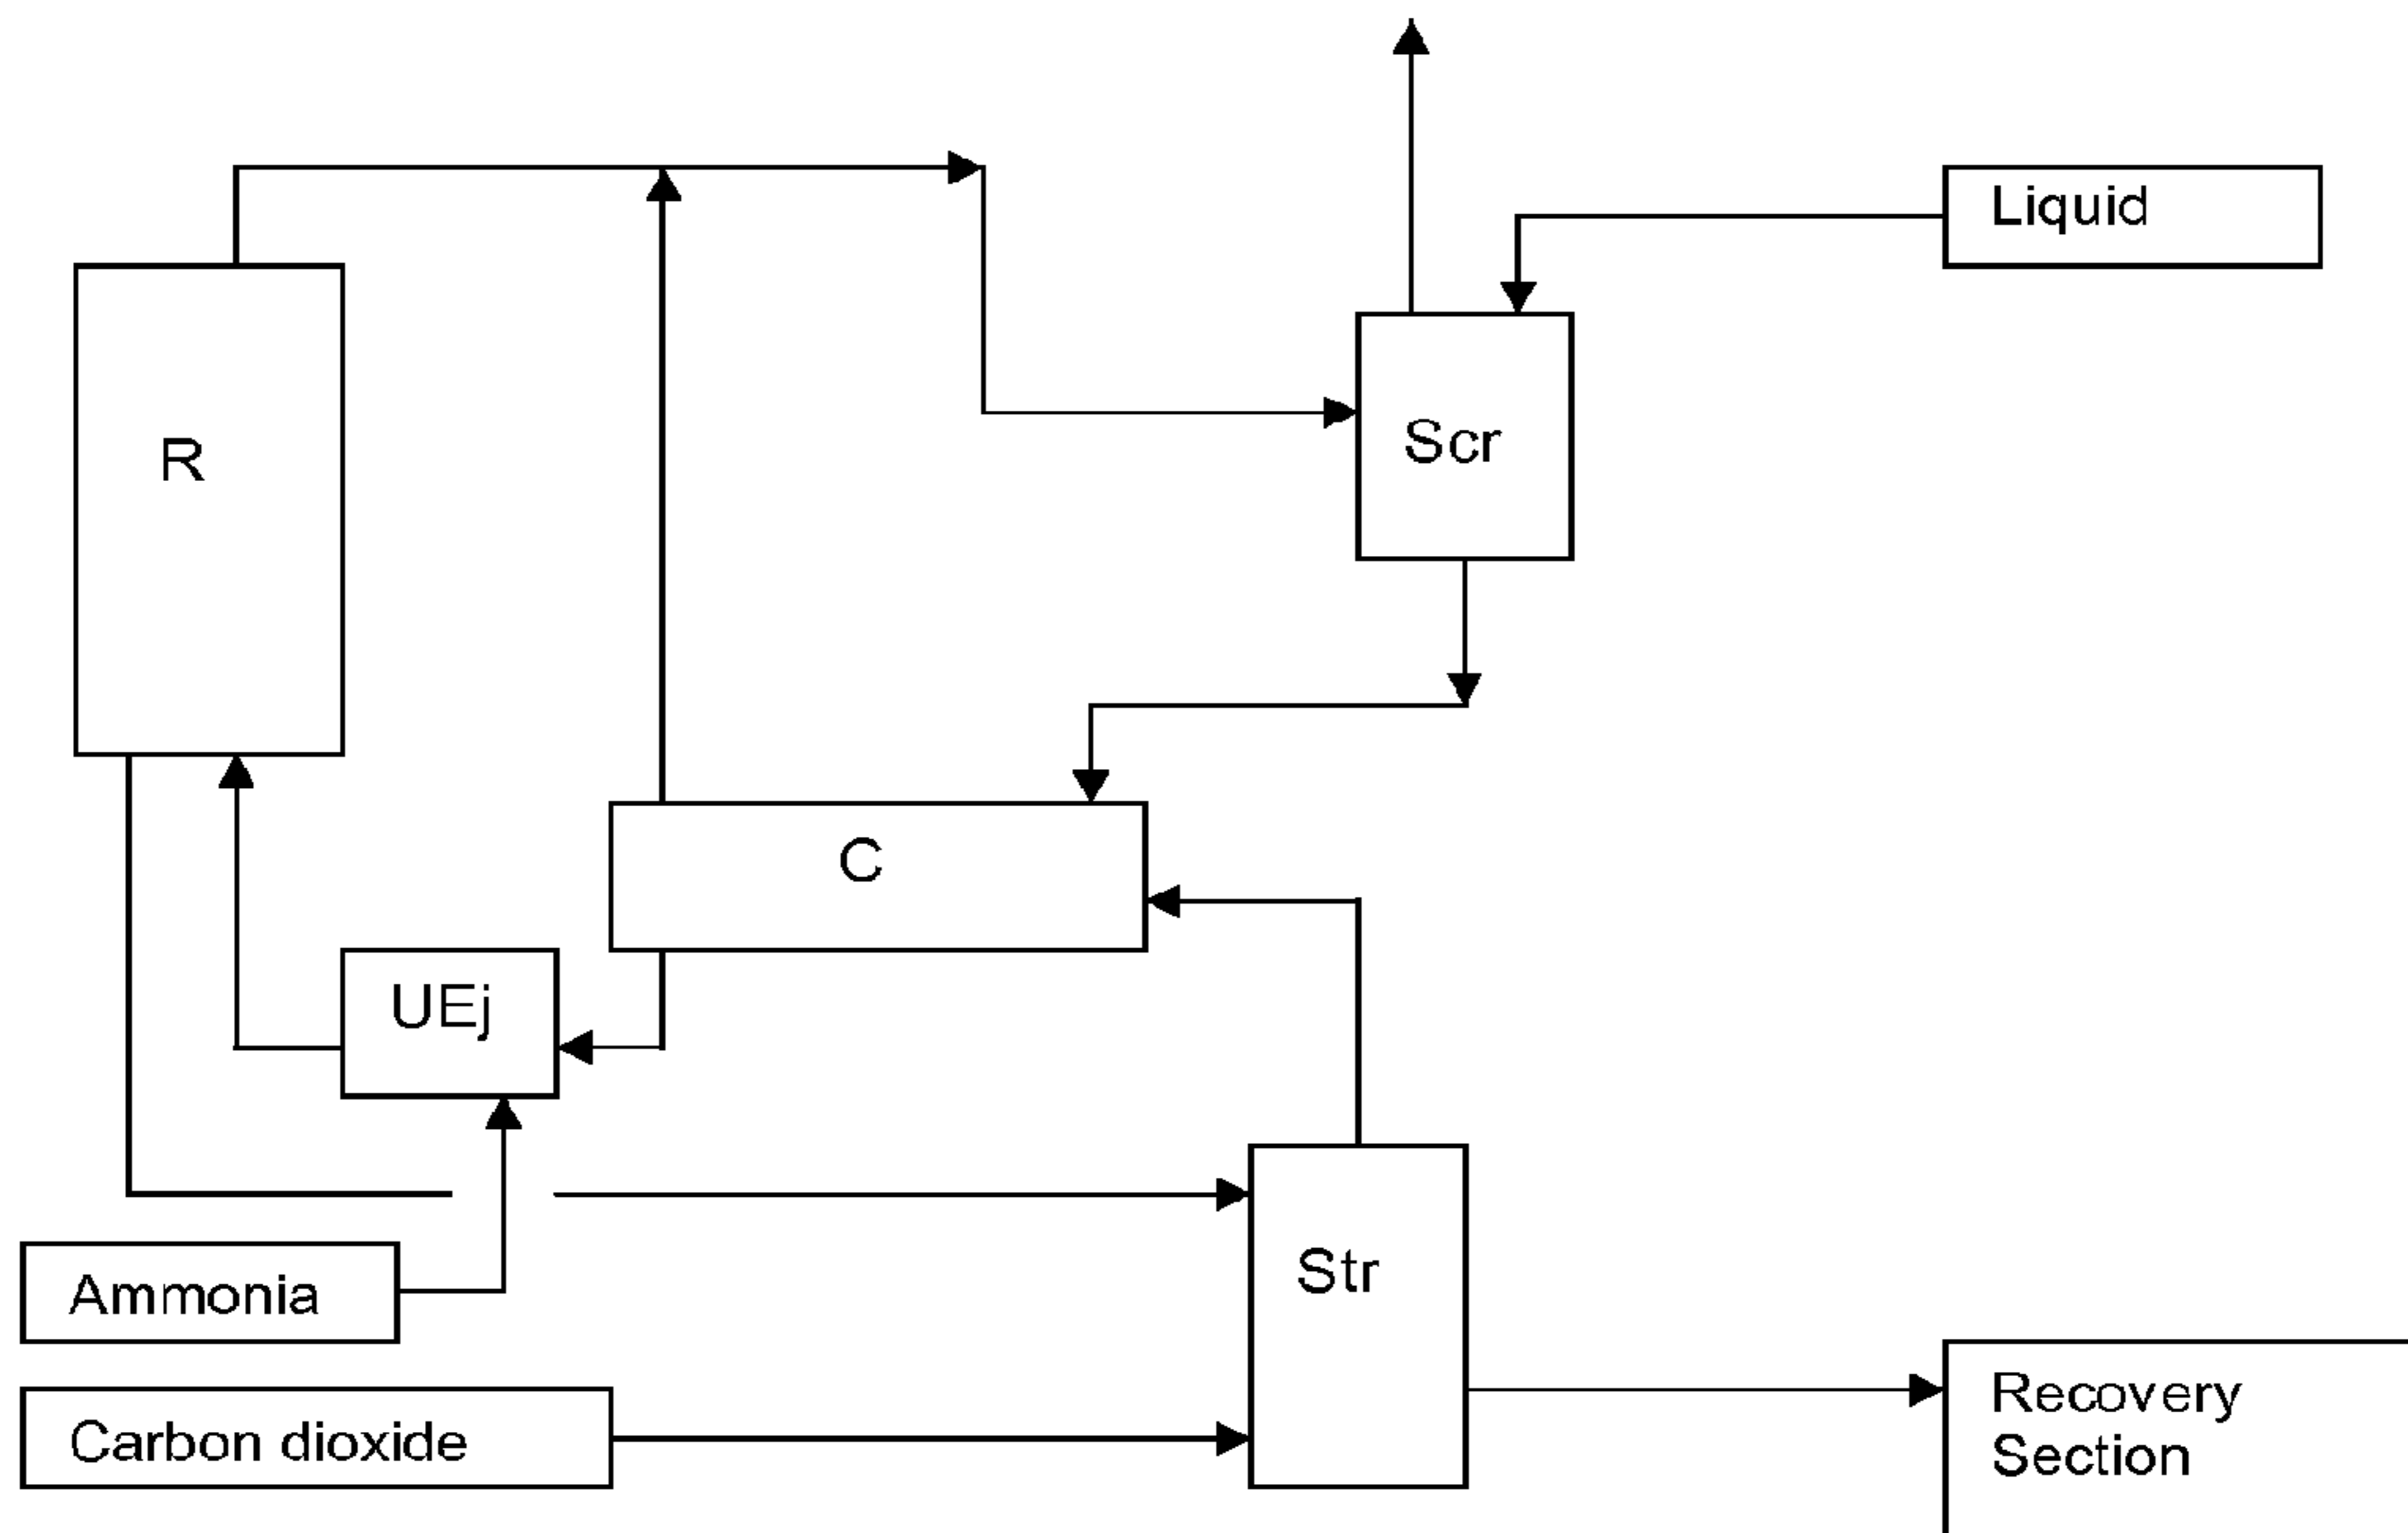 Liquid
R
Scr
C
UEj
Str
Ammonia
Carbon dioxide
Recovery
Section